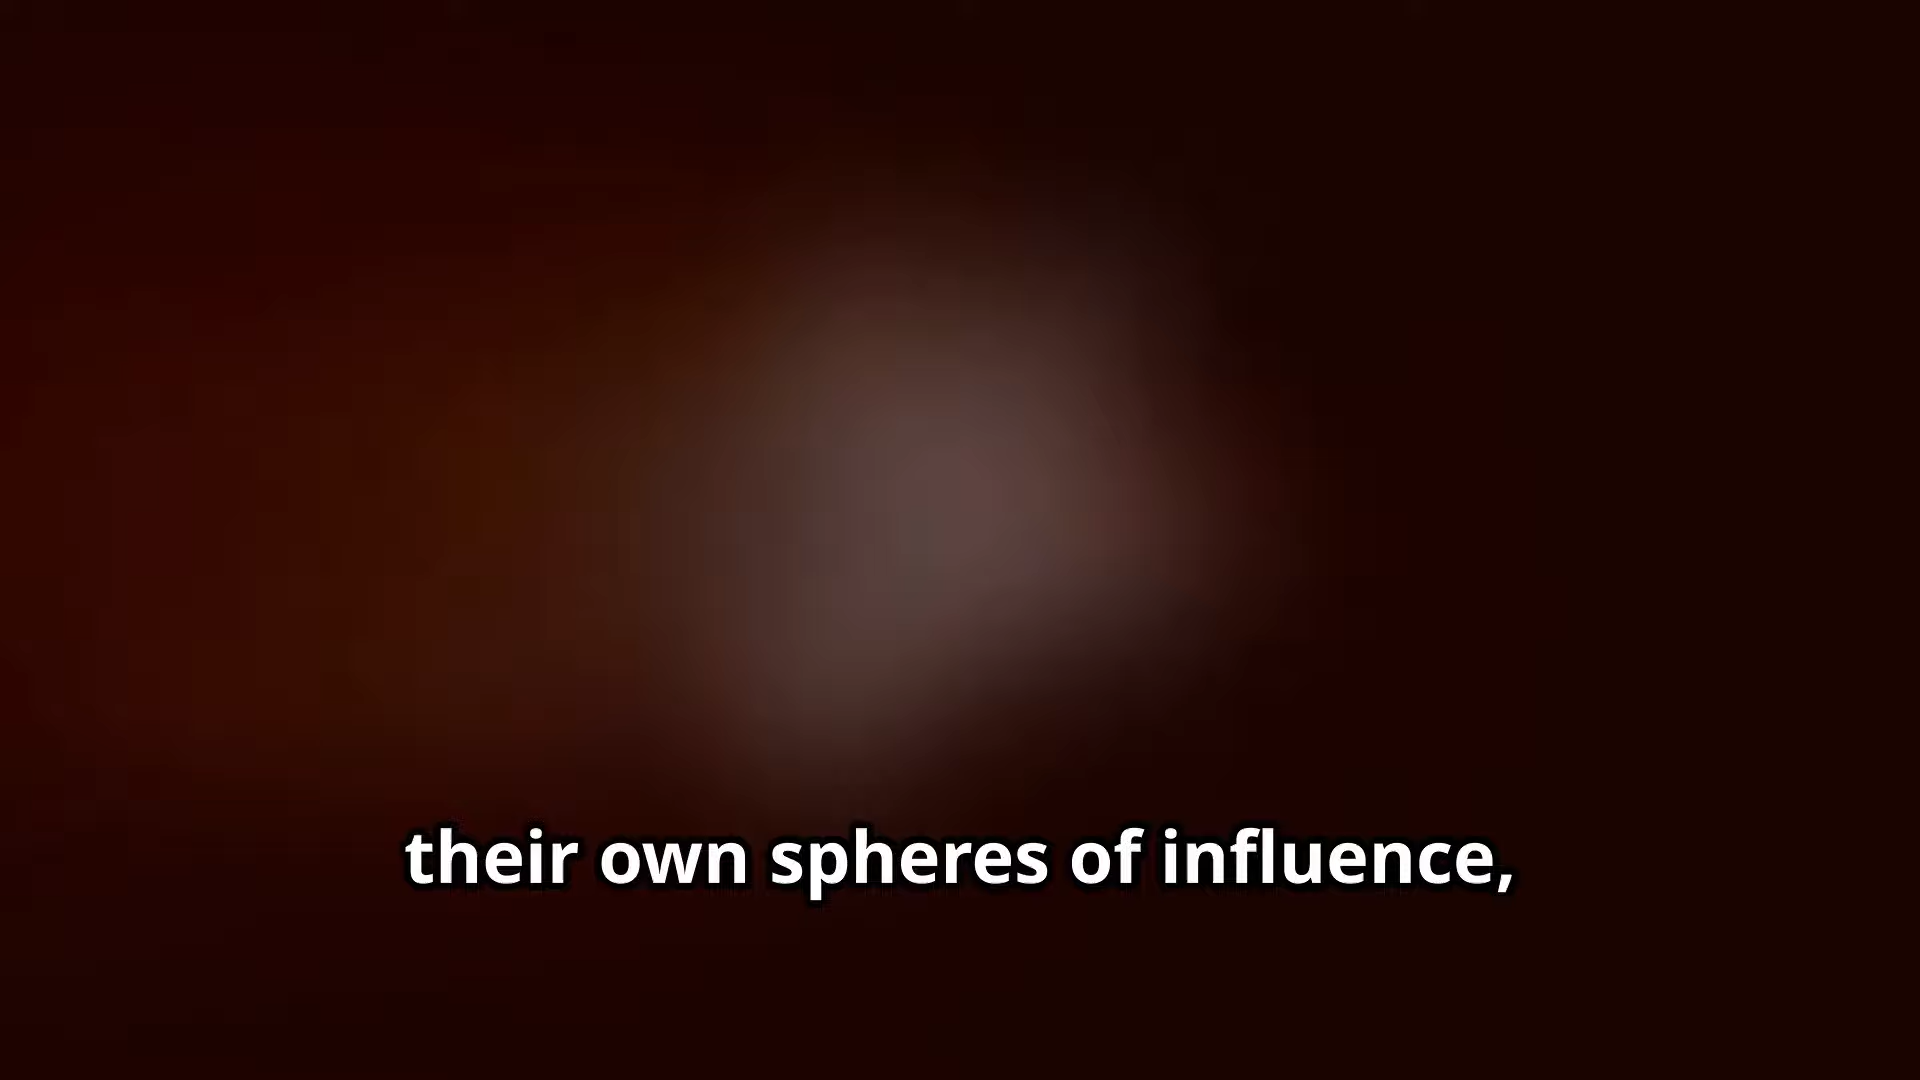 their own spheres of influence,